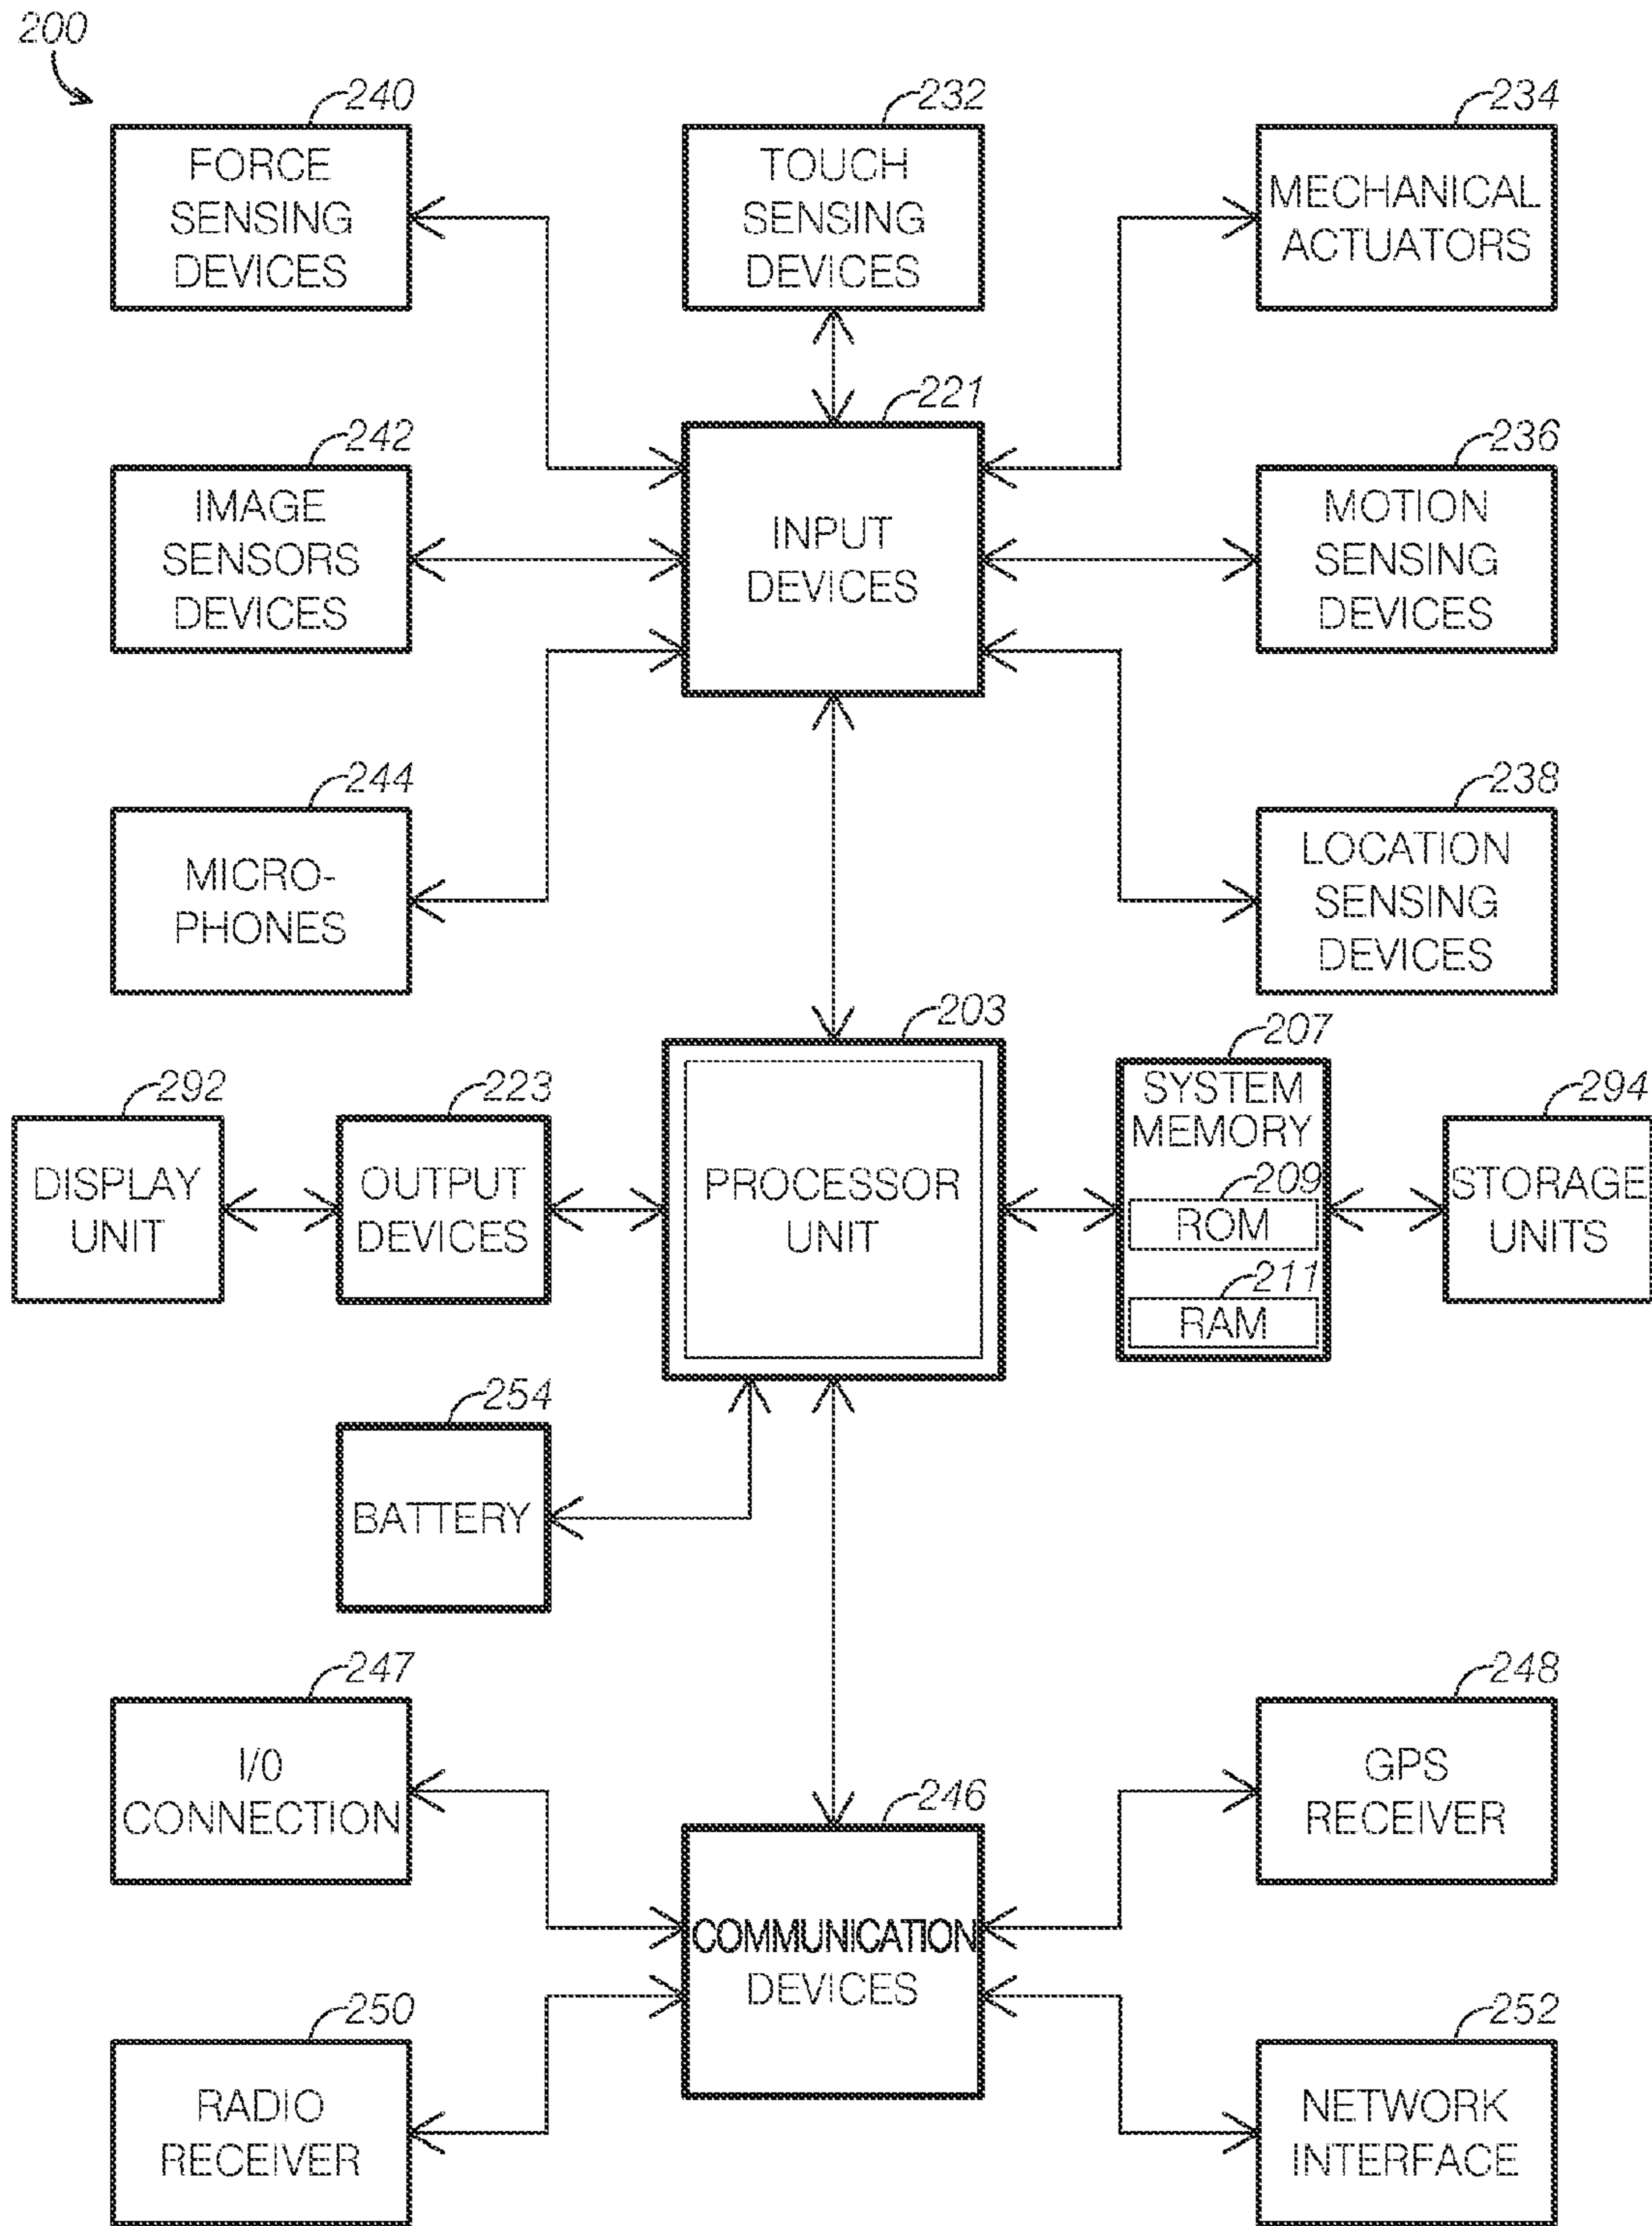 200
240
FORCE
SENSING
DEVICES
232
TOUCH
SENSING
DEVICES
234
MECHANICAL
ACTUATORS
242
IMAGE
SENSORS
DEVICES
221
INPUT
DEVICES
236
MOTION
SENSING
DEVICES
244
MICRO-
PHONES
238
LOCATION
SENSING
DEVICES
292
DISPLAY
UNIT
223
OUTPUT
DEVICES
203
PROCESSOR
UNIT
207
SYSTEM
MEMORY
209
ROM
211
RAM
294
STORAGE
UNITS
254
BATTERY
247
I/O
CONNECTION
246
COMMUNICATION
DEVICES
248
GPS
RECEIVER
250
RADIO
RECEIVER
252
NETWORK
INTERFACE